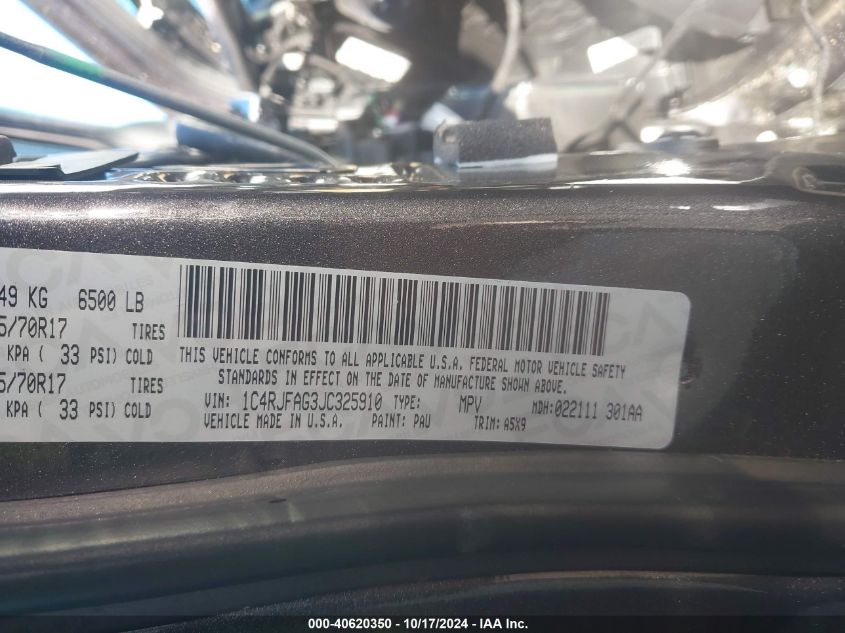 49 KG 6500 LB
5/70R17 TIRES
KPA ( 33 PSI) COLD
5/70R17 TIRES
KPA ( 33 PSI) COLD
THIS VEHICLE CONFORMS TO ALL APPLICABLE U.S.A. FEDERAL MOTOR VEHICLE SAFETY
STANDARDS IN EFFECT ON THE DATE OF MANUFACTURE SHOWN ABOVE.
VIN: 1C4RJFAG3JC325910 TYPE: MPV MDH:022111 301AA
VEHICLE MADE IN U.S.A. PAINT: PAU TRIM: A5X9
000-40620350 - 10/17/2024 - IAA Inc.